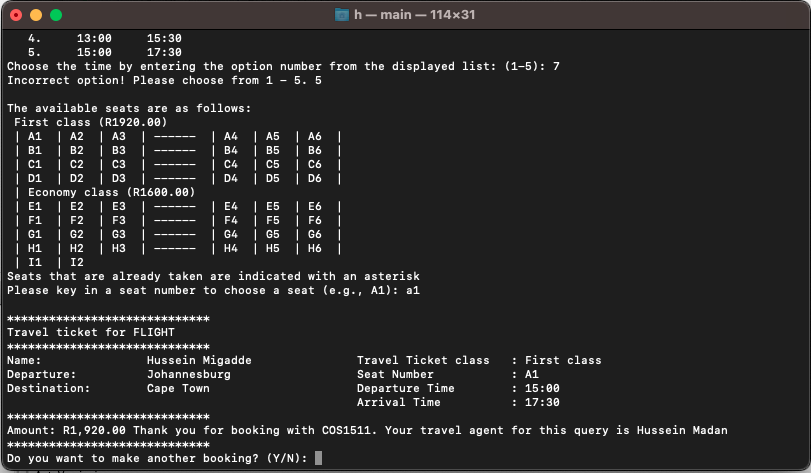 h — main — 114×31
4.     13:00     15:30
5.     15:00     17:30
Choose the time by entering the option number from the displayed list: (1-5): 7
Incorrect option! Please choose from 1 - 5. 5
The available seats are as follows:
First class (R1920.00)
| A1  | A2  | A3  | ------  | A4  | A5  | A6  |
| B1  | B2  | B3  | ------  | B4  | B5  | B6  |
| C1  | C2  | C3  | ------  | C4  | C5  | C6  |
| D1  | D2  | D3  | ------  | D4  | D5  | D6  |
| Economy class (R1600.00)
| E1  | E2  | E3  | ------  | E4  | E5  | E6  |
| F1  | F2  | F3  | ------  | F4  | F5  | F6  |
| G1  | G2  | G3  | ------  | G4  | G5  | G6  |
| H1  | H2  | H3  | ------  | H4  | H5  | H6  |
| I1  | I2
Seats that are already taken are indicated with an asterisk
Please key in a seat number to choose a seat (e.g., A1): a1
*****************************
Travel ticket for FLIGHT
*****************************
Name:               Hussein Migadde               Travel Ticket class   : First class
Departure:          Johannesburg                  Seat Number           : A1
Destination:        Cape Town                     Departure Time        : 15:00
Arrival Time          : 17:30
*****************************
Amount: R1,920.00 Thank you for booking with COS1511. Your travel agent for this query is Hussein Madan
*****************************
Do you want to make another booking? (Y/N):